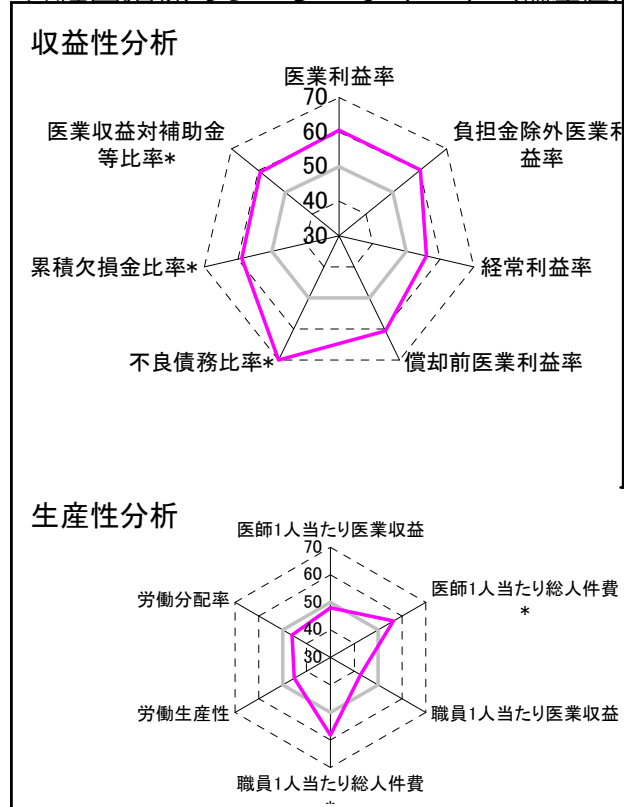 収益性分析
医業利益率
70
60
50
40
30
負担金除外医業利
益率
経常利益率
償却前医業利益率
不良債務比率*
累積欠損金比率*
医業収益対補助金
等比率*
生産性分析
医師1人当たり医業収益
70
60
50
40
30
医師1人当たり総人件費
*
職員1人当たり医業収益
職員1人当たり総人件費
*
労働生産性
労働分配率